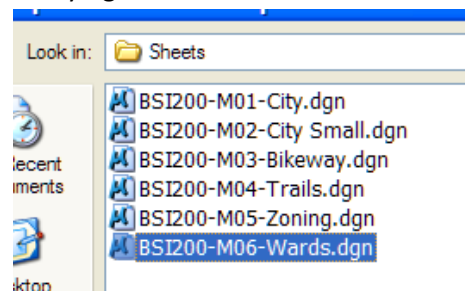 Look in:
Sheets
BSI200-M01-City.dgn
BSI200-M02-City Small.dgn
BSI200-M03-Bikeway.dgn
Recent
BSI200-M04-Trails.dgn
BSI200-M05-Zoning.dgn
BSI200-M06-Wards.dgn